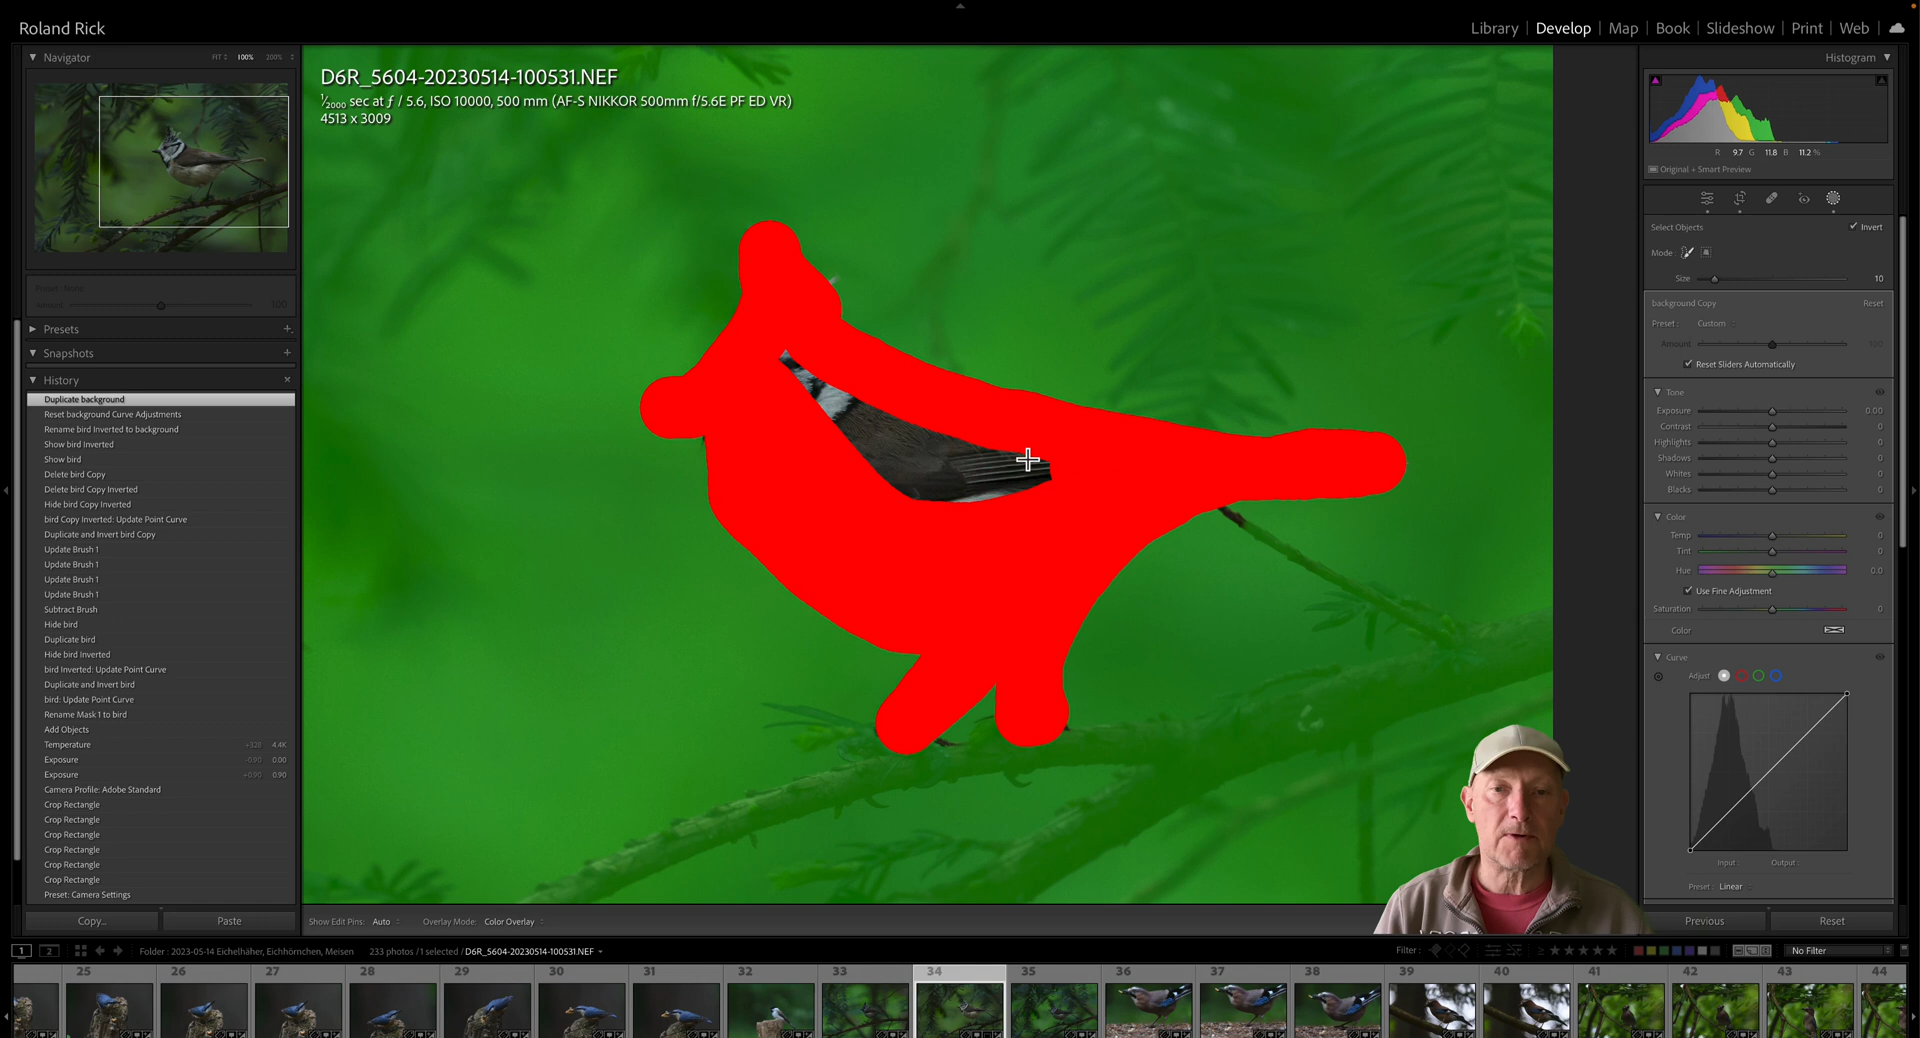 Roland Rick
Library | Develop | Map | Book | Slideshow | Print | Web
Navigator
FIT 100% 200%
Preset: None
Amount 100
Presets
Snapshots
History
Duplicate background
Reset background Curve Adjustments
Rename bird Inverted to background
Show bird Inverted
Show bird
Delete bird Copy
Delete bird Copy Inverted
Hide bird Copy Inverted
bird Copy Inverted: Update Point Curve
Duplicate and Invert bird Copy
Update Brush 1
Update Brush 1
Update Brush 1
Update Brush 1
Subtract Brush
Hide bird
Duplicate bird
Hide bird Inverted
bird Inverted: Update Point Curve
Duplicate and Invert bird
bird: Update Point Curve
Rename Mask 1 to bird
Add Objects
Temperature +328 4.4K
Exposure -0.90 0.00
Exposure +0.90 0.90
Camera Profile: Adobe Standard
Crop Rectangle
Crop Rectangle
Crop Rectangle
Crop Rectangle
Crop Rectangle
Crop Rectangle
Preset: Camera Settings
Copy... Paste
D6R_5604-20230514-100531.NEF
1/2000 sec at ƒ / 5.6, ISO 10000, 500 mm (AF-S NIKKOR 500mm f/5.6E PF ED VR)
4513 x 3009
Show Edit Pins: Auto Overlay Mode: Color Overlay
Histogram
R 9.7 G 11.8 B 11.2 %
Original + Smart Preview
Select Objects Invert
Mode:
Size 10
background Copy Reset
Preset: Custom
Amount 100
Reset Sliders Automatically
Tone
Exposure 0.00
Contrast 0
Highlights 0
Shadows 0
Whites 0
Blacks 0
Color
Temp 0
Tint 0
Hue 0.0
Use Fine Adjustment
Saturation 0
Color
Curve
Adjust
Input: Output:
Preset: Linear
Previous Reset
1 2 Folder : 2023-05-14 Eichelhäher, Eichhörnchen, Meisen 233 photos /1 selected / D6R_5604-20230514-100531.NEF Filter : No Filter
25 26 27 28 29 30 31 32 33 34 35 36 37 38 39 40 41 42 43 44